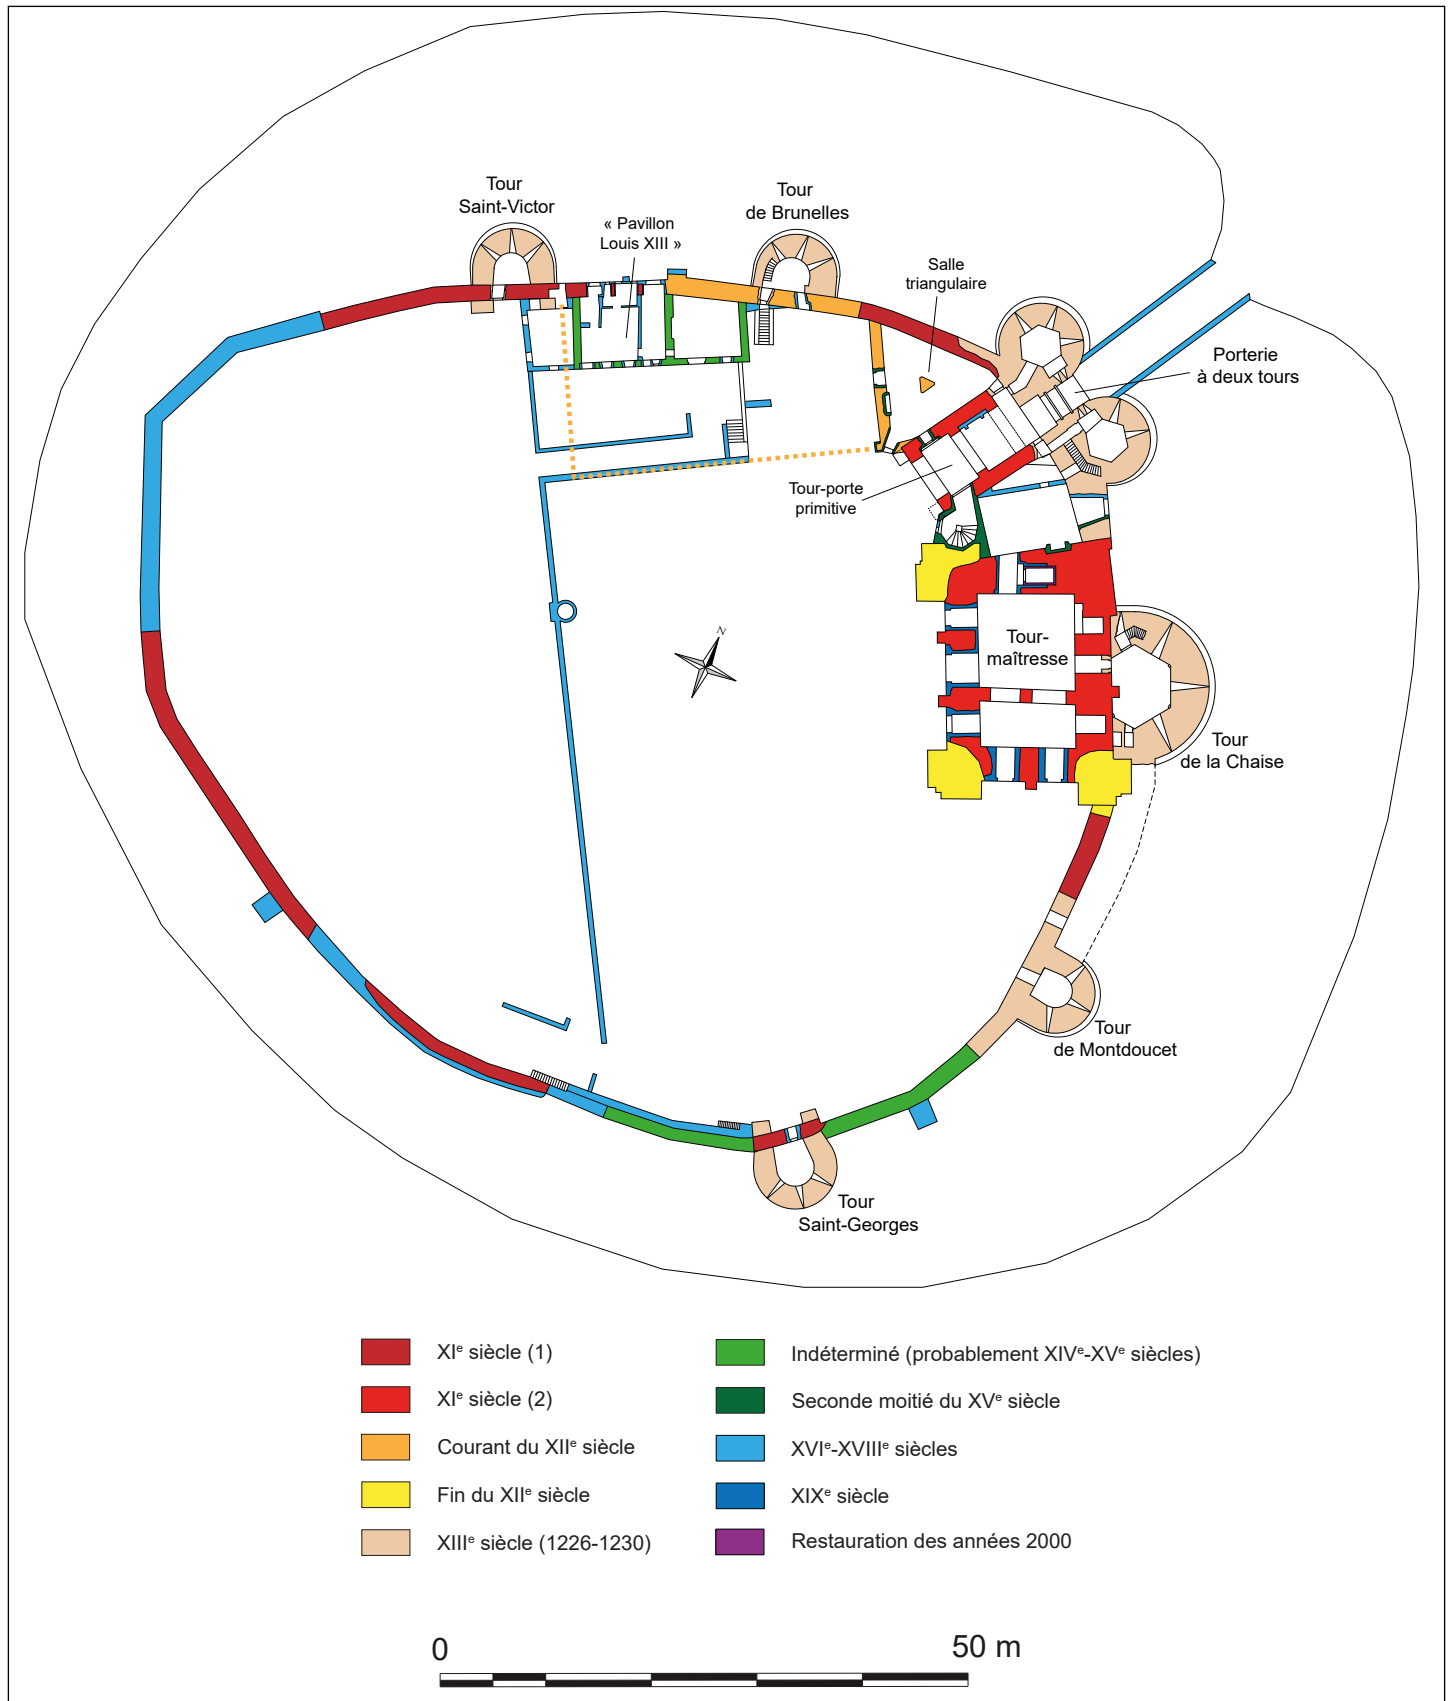 Tour
Saint-Victor
« Pavillon
Louis XIII »
Tour
de Brunelles
Salle
triangulaire
Porterie
à deux tours
Tour-porte
primitive
N
Tour-
maîtresse
Tour
de la Chaise
Tour
de Montdoucet
Tour
Saint-Georges
XIe siècle (1)
XIe siècle (2)
Courant du XIIe siècle
Fin du XIIe siècle
XIIIe siècle (1226-1230)
Indéterminé (probablement XIVe-XVe siècles)
Seconde moitié du XVe siècle
XVIe-XVIIIe siècles
XIXe siècle
Restauration des années 2000
0 50 m